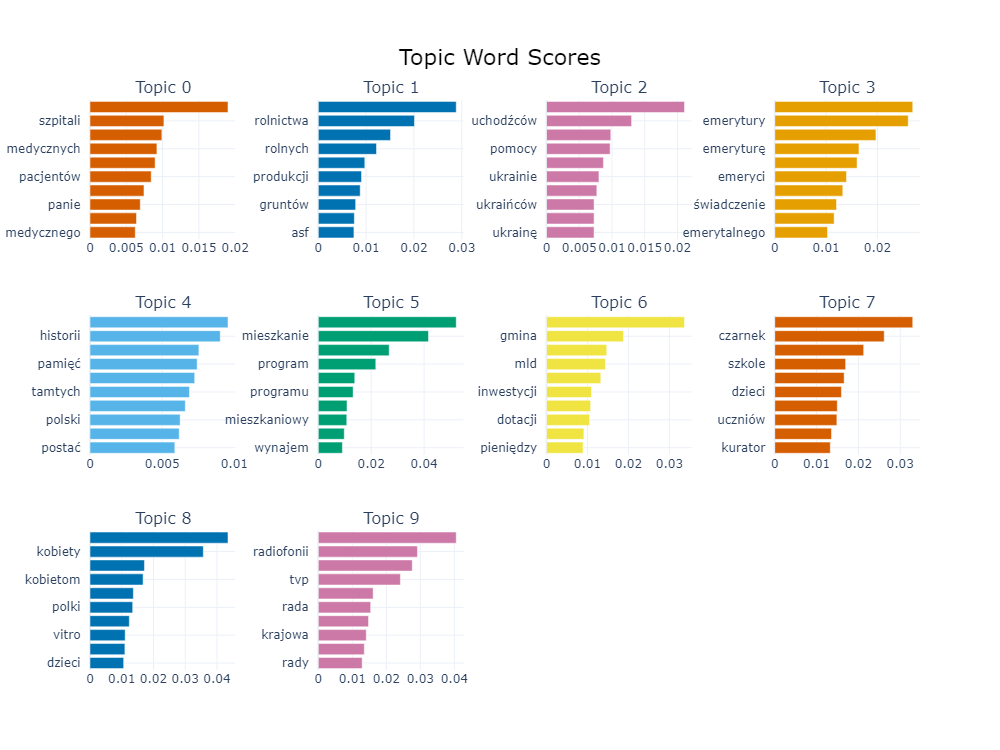 Topic Word Scores
Topic 0
szpitali
medycznych
pacjentów
panie
medycznego
0 0.005 0.01 0.015 0.02
Topic 1
rolnictwa
rolnych
produkcji
gruntów
asf
0 0.01 0.02 0.03
Topic 2
uchodźców
pomocy
ukrainie
ukraińców
ukrainę
0 0.005 0.01 0.015 0.02
Topic 3
emerytury
emeryturę
emeryci
świadczenie
emerytalnego
0 0.01 0.02
Topic 4
historii
pamięć
tamtych
polski
postać
0 0.005 0.01
Topic 5
mieszkanie
program
programu
mieszkaniowy
wynajem
0 0.02 0.04
Topic 6
gmina
mld
inwestycji
dotacji
pieniędzy
0 0.01 0.02 0.03
Topic 7
czarnek
szkole
dzieci
uczniów
kurator
0 0.01 0.02 0.03
Topic 8
kobiety
kobietom
polki
vitro
dzieci
0 0.01 0.02 0.03 0.04
Topic 9
radiofonii
tvp
rada
krajowa
rady
0 0.01 0.02 0.03 0.04